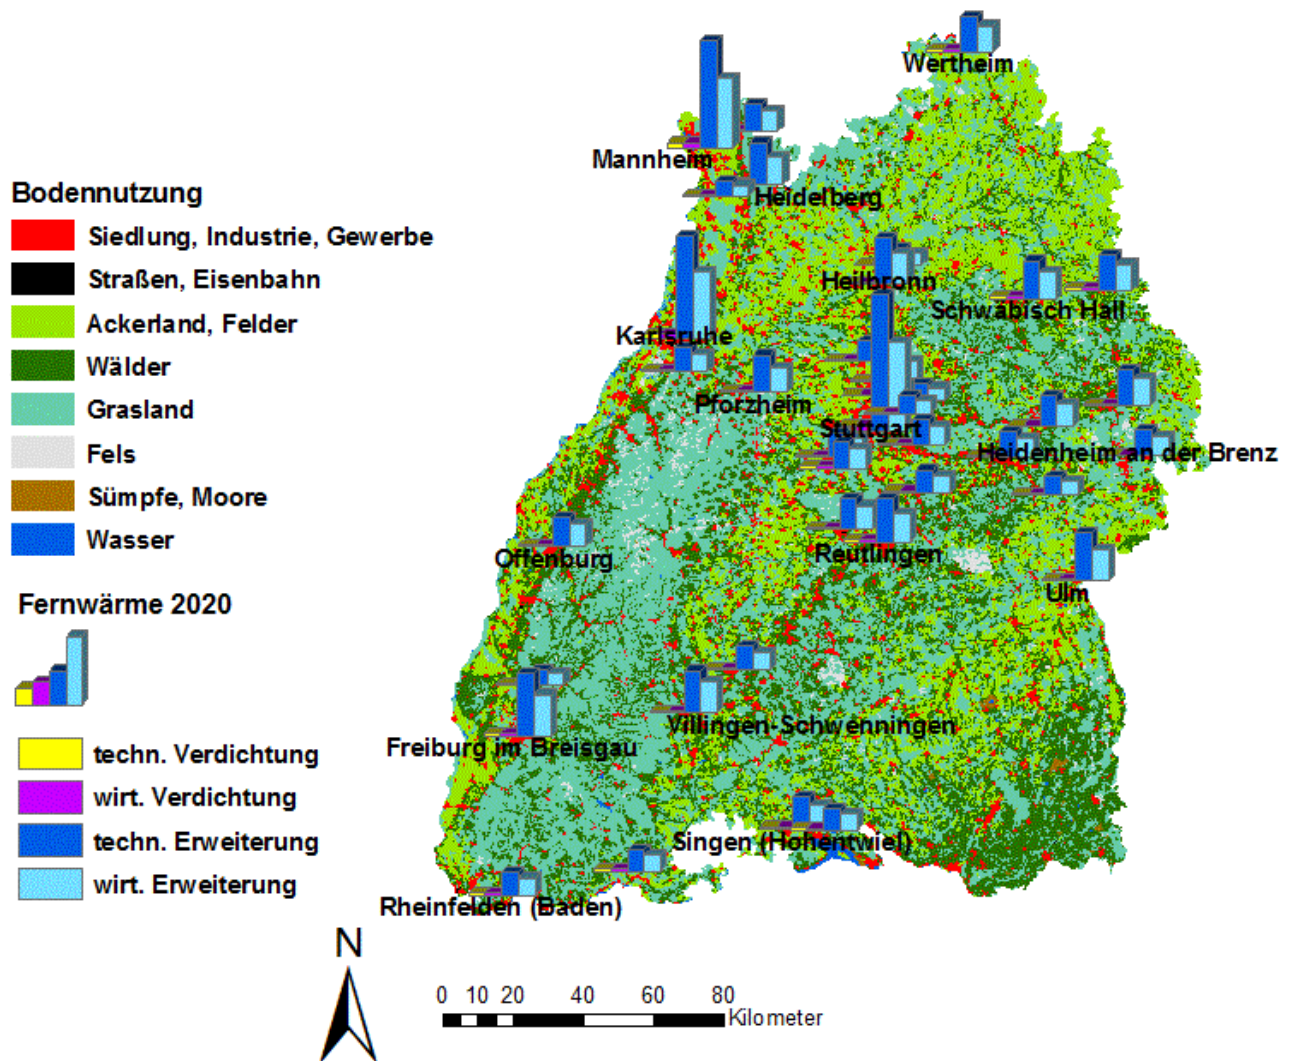 Wertheim
Mannheim
Heidelberg
Bodennutzung
Siedlung, Industrie, Gewerbe
Straßen, Eisenbahn
Ackerland, Felder
Wälder
Grasland
Fels
Sümpfe, Moore
Wasser
Heilbronn
Schwäbisch Hall
Karlsruhe
Pforzheim
Stuttgart
Heidenheim an der Brenz
Offenburg
Reutlingen
Ulm
Fernwärme 2020
techn. Verdichtung
wirt. Verdichtung
techn. Erweiterung
wirt. Erweiterung
Villingen-Schwenningen
Freiburg im Breisgau
Singen (Hohentwiel)
Rheinfelden (Baden)
N
0 10 20 40 60 80
Kilometer